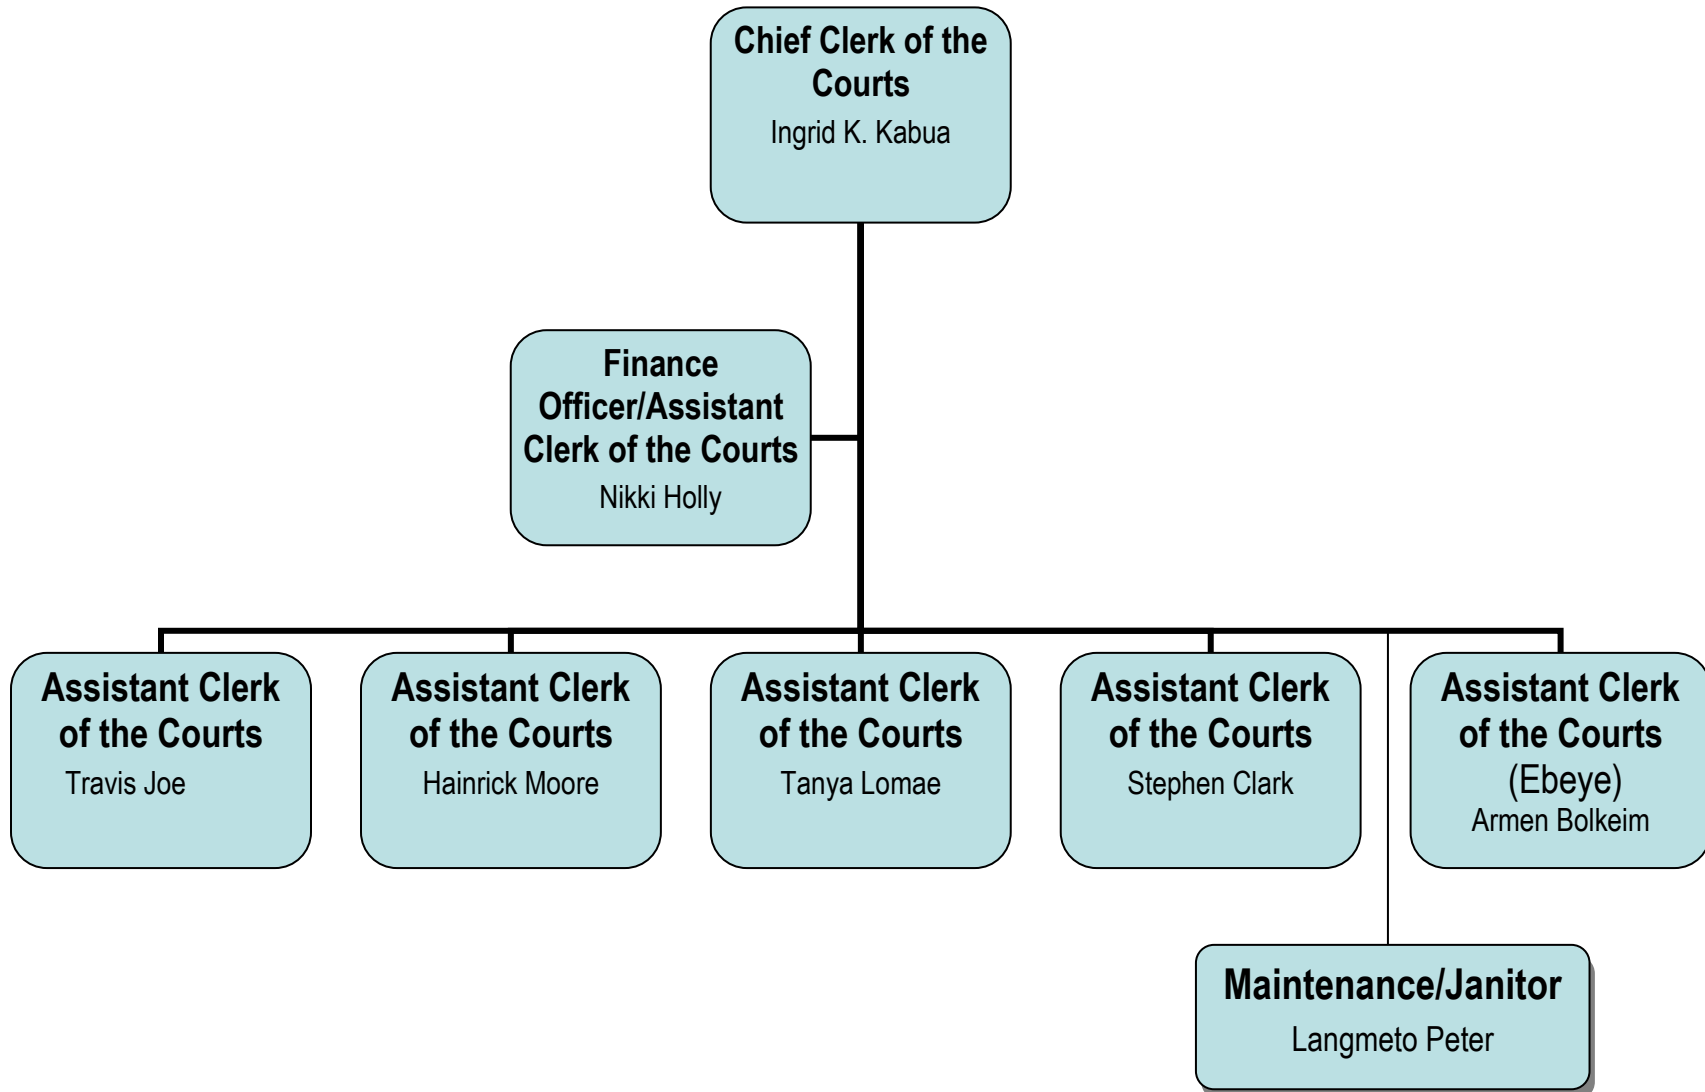 Chief Clerk of the
Courts
Ingrid K. Kabua
Finance
Officer/Assistant
Clerk of the Courts
Nikki Holly
Assistant Clerk
of the Courts
Travis Joe
Assistant Clerk
of the Courts
Hainrick Moore
Assistant Clerk
of the Courts
Tanya Lomae
Assistant Clerk
of the Courts
Stephen Clark
Assistant Clerk
of the Courts
(Ebeye)
Armen Bolkeim
Maintenance/Janitor
Langmeto Peter